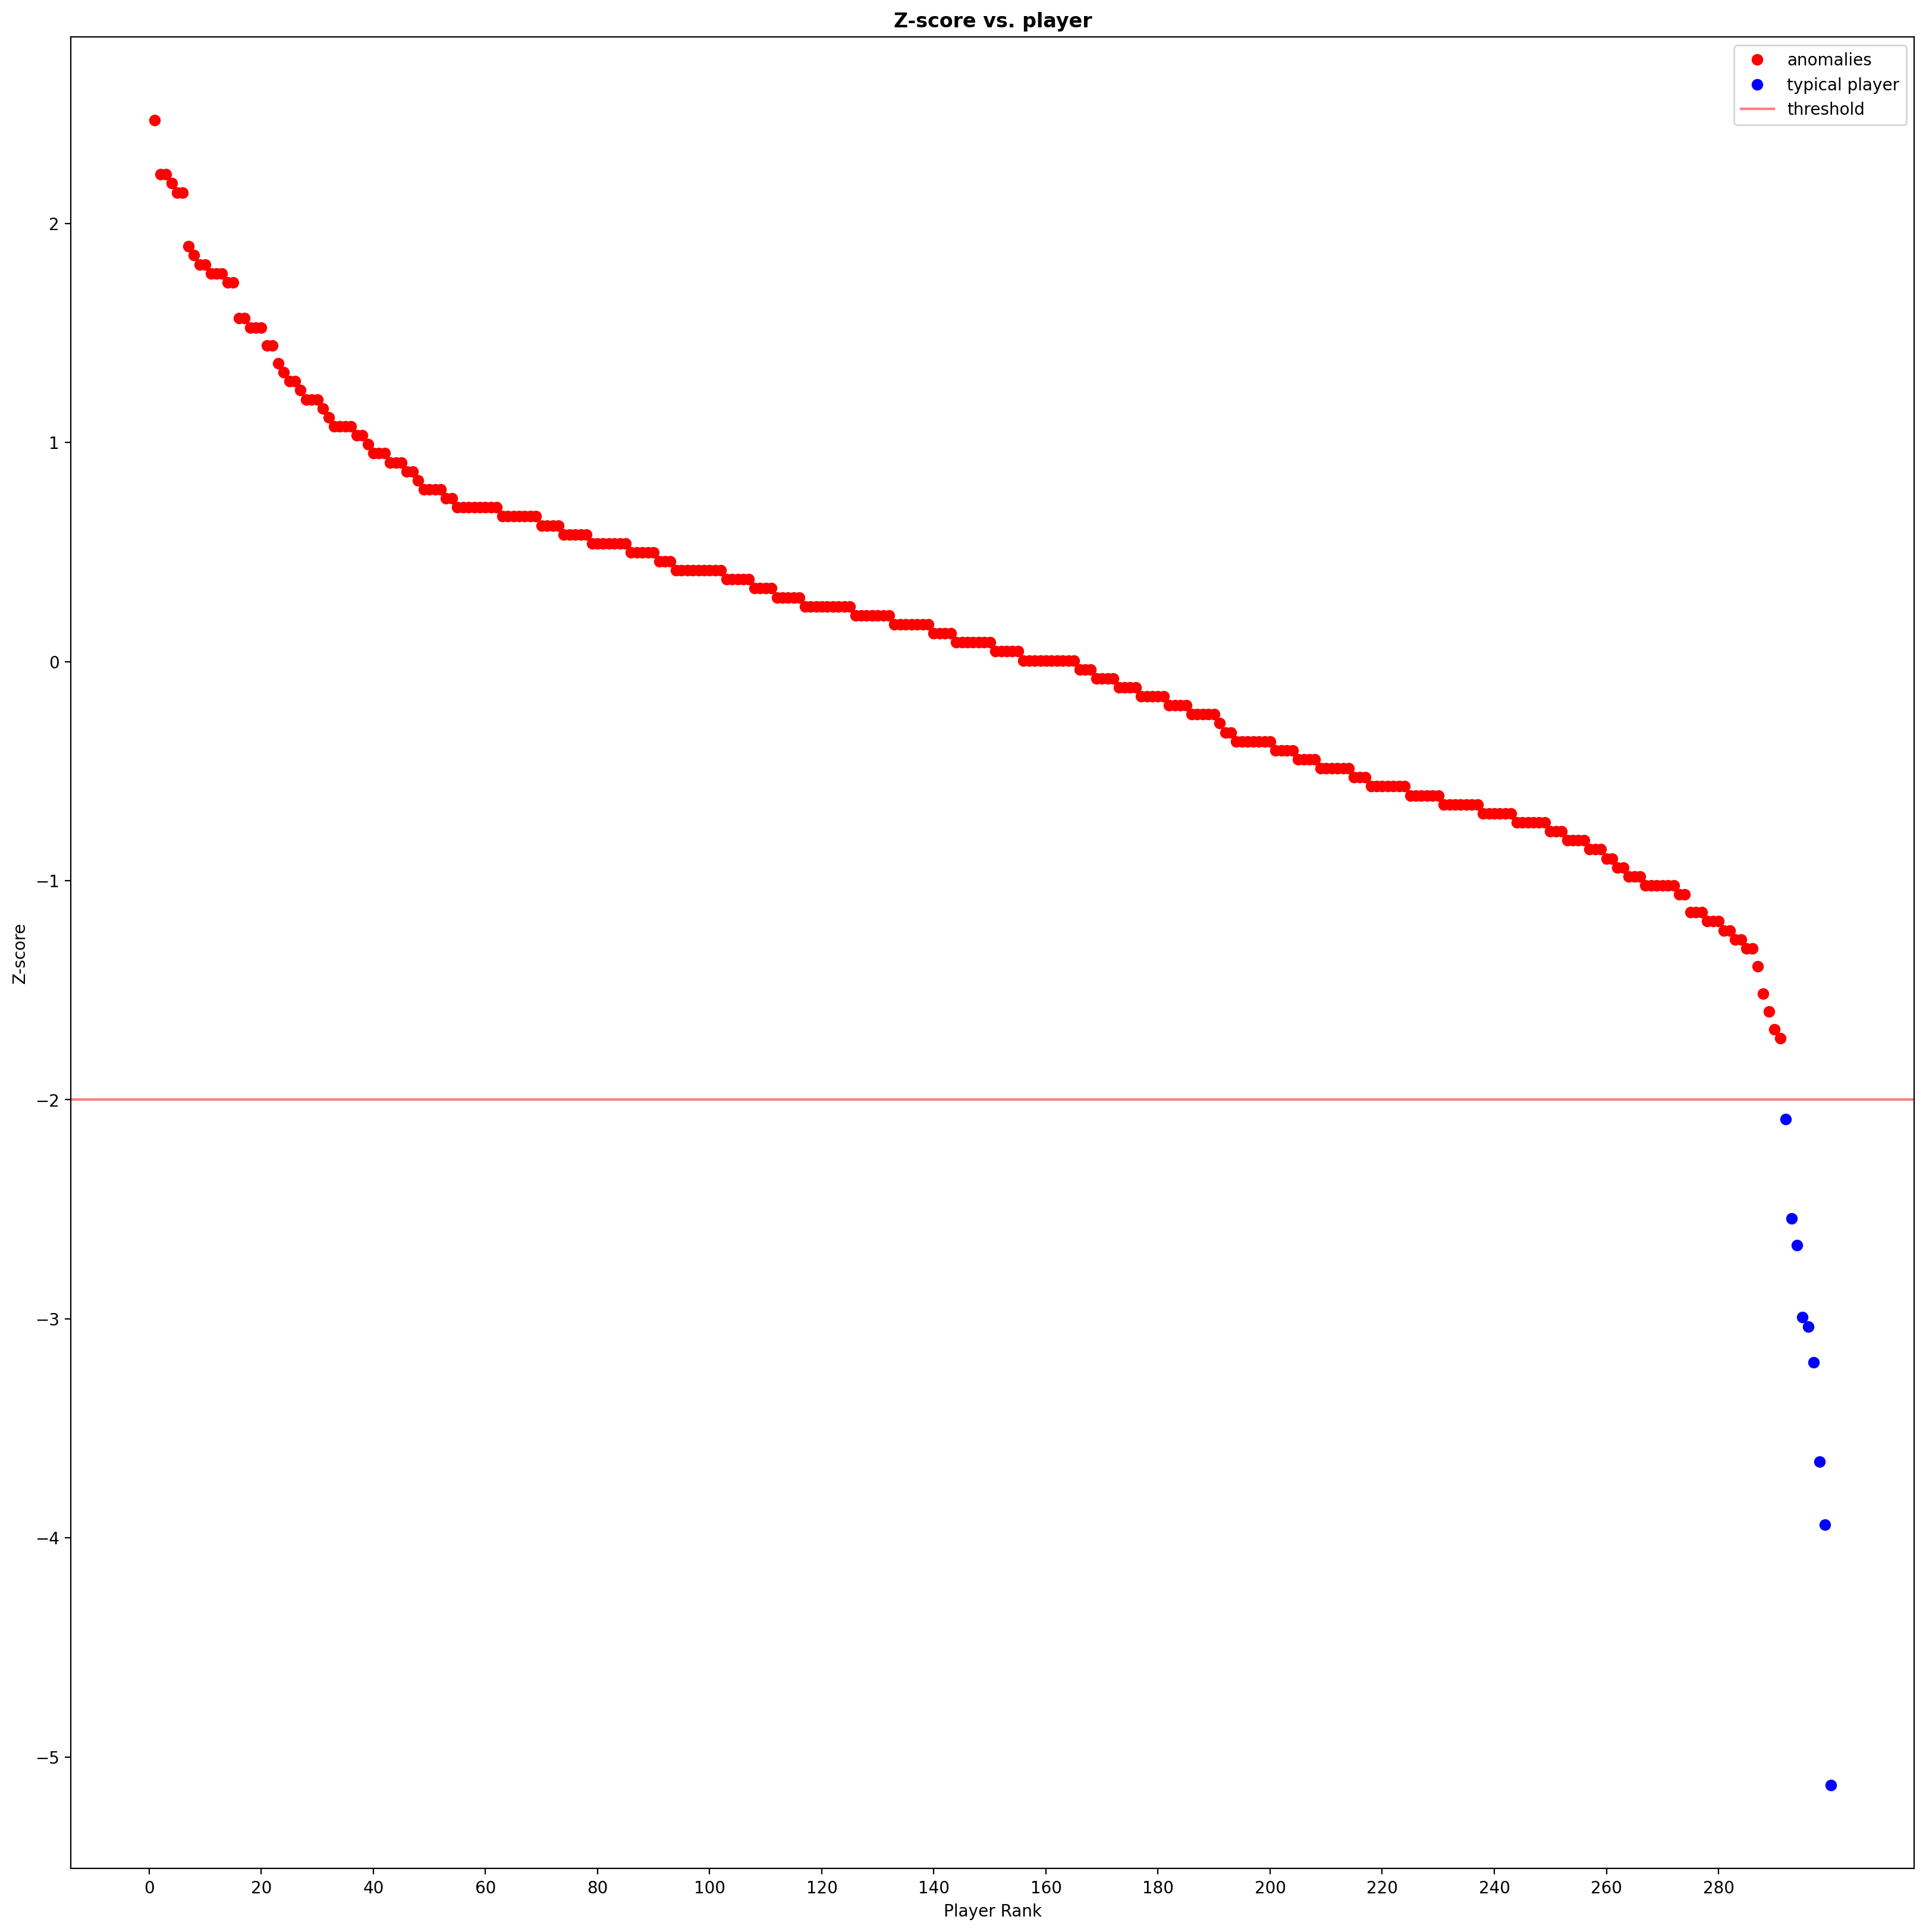 Z-score vs. player
anomalies
typical player
threshold
2
1
0
−1
−2
−3
−4
−5
Z-score
0 20 40 60 80 100 120 140 160 180 200 220 240 260 280
Player Rank